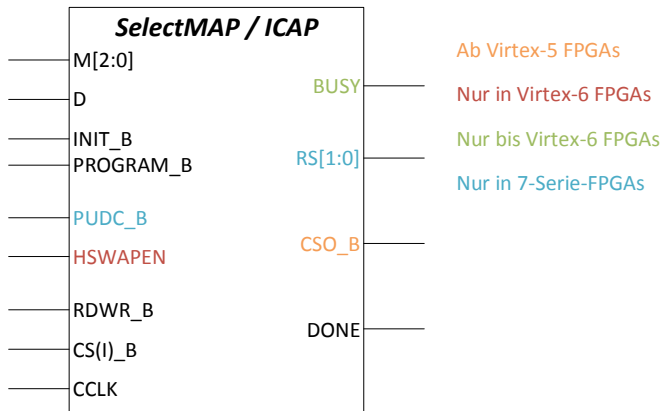 SelectMAP / ICAP
M[2:0]
D
INIT_B
PROGRAM_B
PUDC_B
HSWAPEN
RDWR_B
CS(I)_B
CCLK
BUSY
RS[1:0]
CSO_B
DONE
Ab Virtex-5 FPGAs
Nur in Virtex-6 FPGAs
Nur bis Virtex-6 FPGAs
Nur in 7-Serie-FPGAs